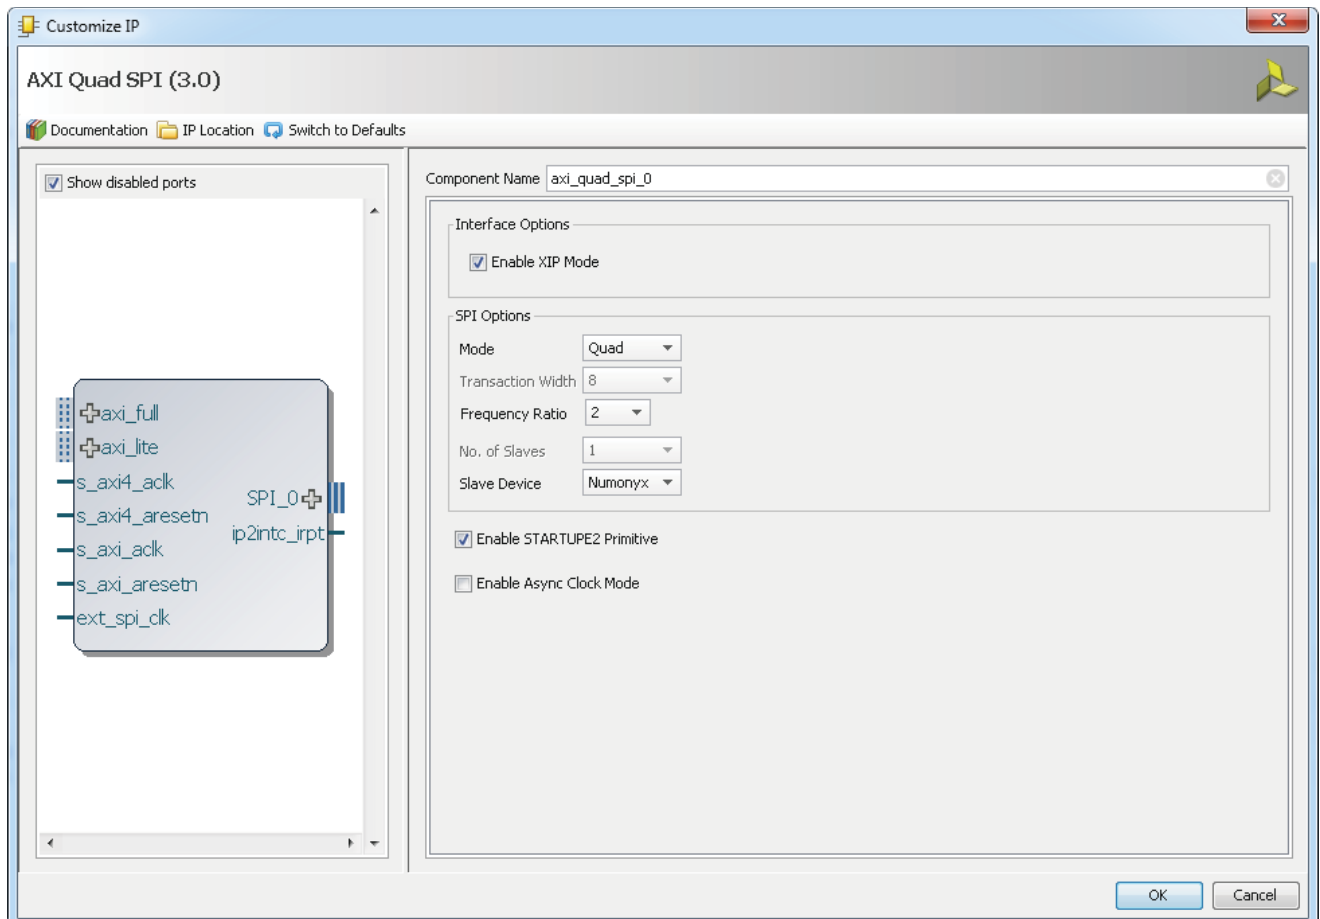 Customize IP
AXI Quad SPI (3.0)
Documentation IP Location Switch to Defaults
Show disabled ports
axi_full
axi_lite
s_axi4_aclk
s_axi4_aresetn
s_axi_aclk
s_axi_aresetn
ext_spi_clk
SPI_0
ip2intc_irpt
Component Name axi_quad_spi_0
Interface Options
Enable XIP Mode
SPI Options
Mode Quad
Transaction Width 8
Frequency Ratio 2
No. of Slaves 1
Slave Device Numonyx
Enable STARTUPE2 Primitive
Enable Async Clock Mode
OK Cancel